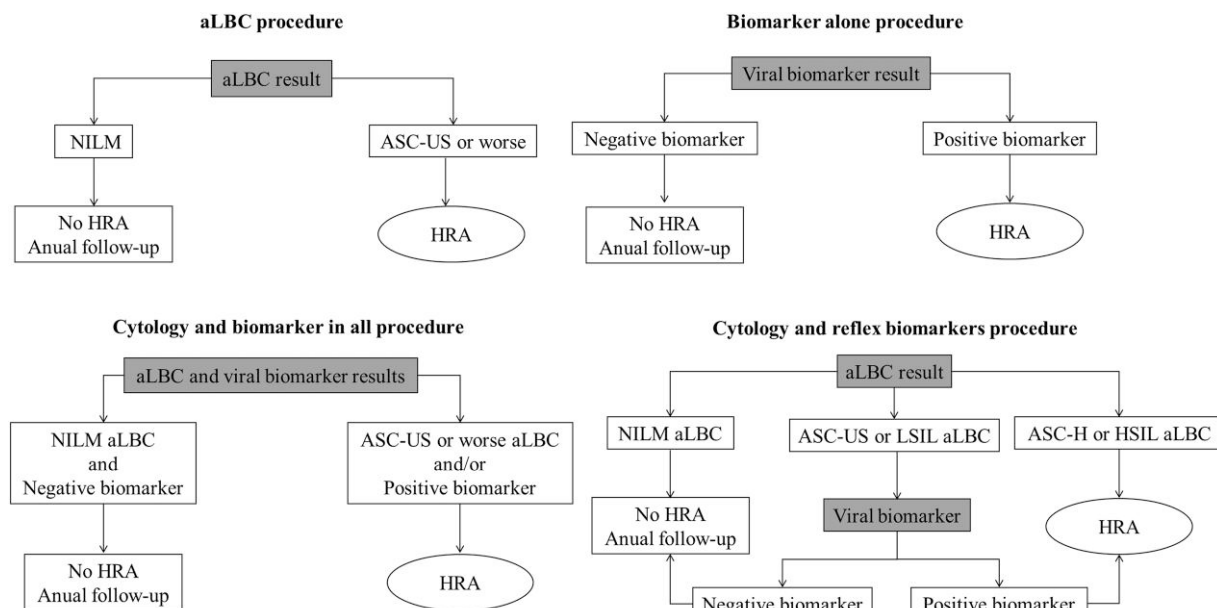 aLBC procedure
aLBC result
NILM
ASC-US or worse
No HRA
Anual follow-up
HRA
Biomarker alone procedure
Viral biomarker result
Negative biomarker
Positive biomarker
No HRA
Anual follow-up
HRA
Cytology and biomarker in all procedure
aLBC and viral biomarker results
NILM aLBC
and
Negative biomarker
ASC-US or worse aLBC
and/or
Positive biomarker
No HRA
Anual follow-up
HRA
Cytology and reflex biomarkers procedure
aLBC result
NILM aLBC
ASC-US or LSIL aLBC
ASC-H or HSIL aLBC
No HRA
Anual follow-up
Viral biomarker
HRA
Negative biomarker
Positive biomarker